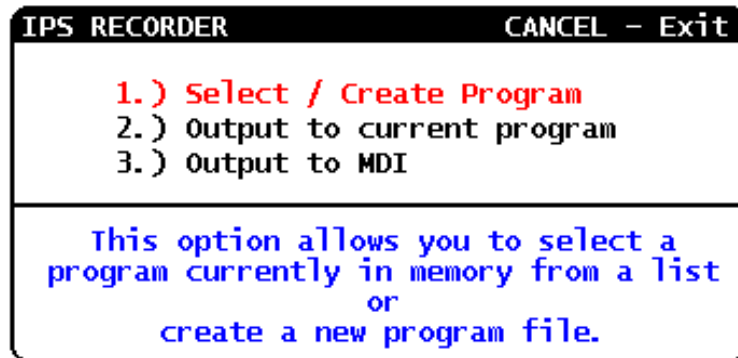 IPS RECORDER CANCEL - Exit
1.) Select / Create Program
2.) Output to current program
3.) Output to MDI
This option allows you to select a
program currently in memory from a list
or
create a new program file.